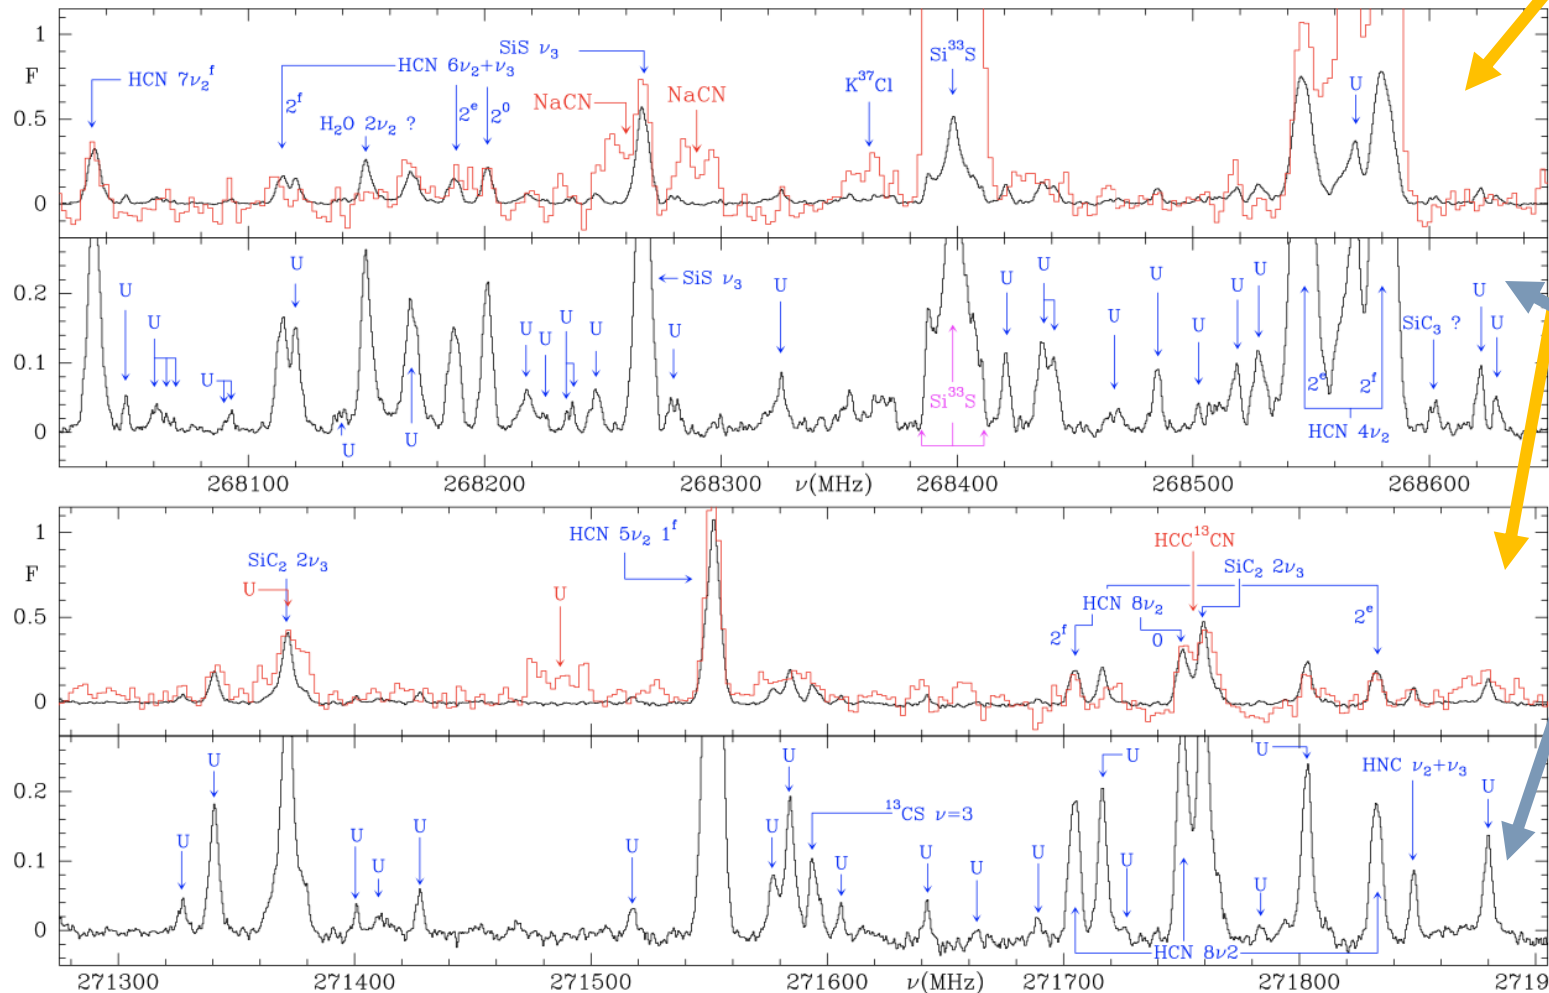 1
F
0.5
0
HCN 7ν₂ᶠ
HCN 6ν₂+ν₃
2ᶠ
2ᵉ
2⁰
H₂O 2ν₂ ?
SiS ν₃
NaCN
NaCN
K³⁷Cl
Si³³S
U
0.2
0.1
0
U
U
U
U
U
U
U
U
U
U
SiS ν₃
U
U
Si³³S
U
U
U
U
U
U
U
2ᵉ
2ᶠ
HCN 4ν₂
SiC₃ ?
U
U
268100
268200
268300
ν(MHz)
268400
268500
268600
1
F
0.5
0
SiC₂ 2ν₃
U
U
HCN 5ν₂ 1ᶠ
HCC¹³CN
SiC₂ 2ν₃
HCN 8ν₂
2ᶠ
0
2ᵉ
0.2
0.1
0
U
U
U
U
U
U
U
U
¹³CS ν=3
U
U
U
U
U
U
U
U
HNC ν₂+ν₃
U
HCN 8ν2
271300
271400
271500
271600
ν(MHz)
271700
271800
2719